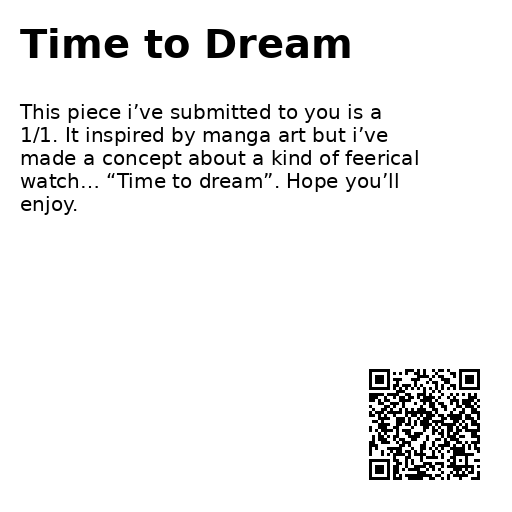 Time to Dream
This piece i’ve submitted to you is a
1/1. It inspired by manga art but i’ve
made a concept about a kind of feerical
watch… “Time to dream”. Hope you’ll
enjoy.